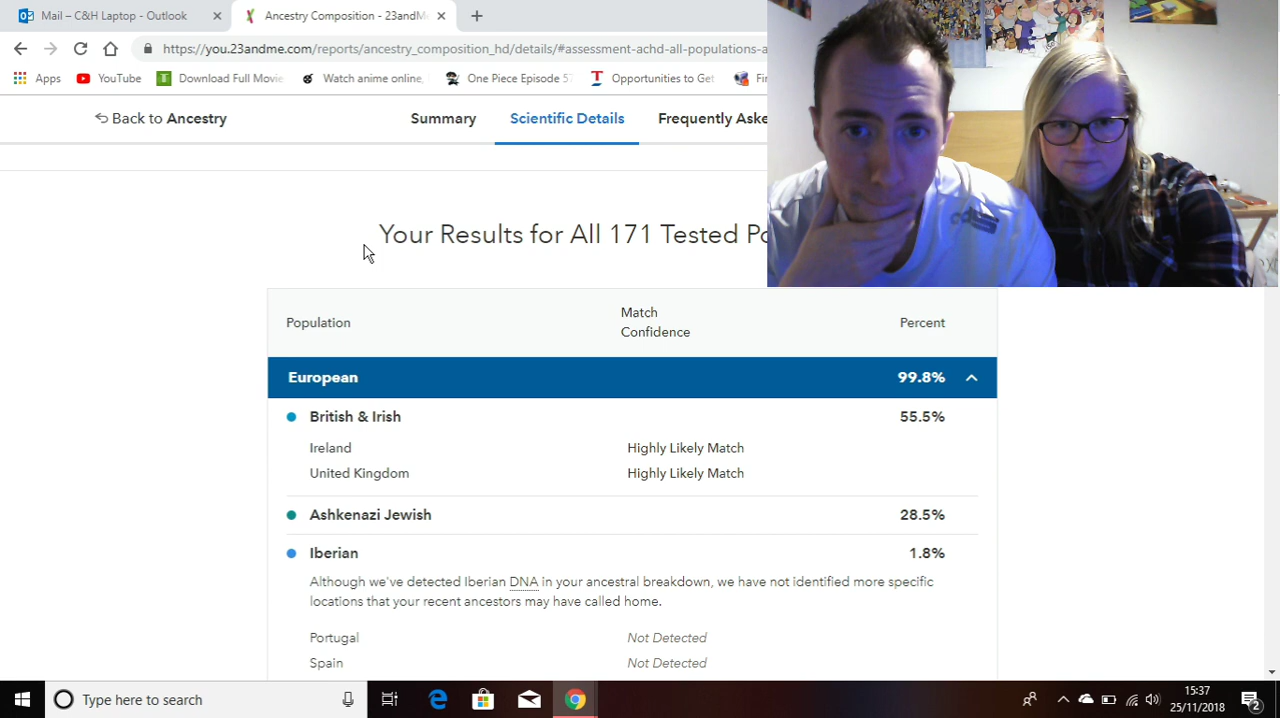 Mail – C&H Laptop - Outlook
Ancestry Composition - 23andMe
https://you.23andme.com/reports/ancestry_composition_hd/details/#assessment-achd-all-populations-a
Apps YouTube Download Full Movie Watch anime online, One Piece Episode 57 Opportunities to Get Fir
Back to Ancestry
Summary Scientific Details Frequently Aske
Your Results for All 171 Tested Po
Population
Match
Confidence
Percent
European 99.8%
British & Irish 55.5%
Ireland Highly Likely Match
United Kingdom Highly Likely Match
Ashkenazi Jewish 28.5%
Iberian 1.8%
Although we've detected Iberian DNA in your ancestral breakdown, we have not identified more specific
locations that your recent ancestors may have called home.
Portugal Not Detected
Spain Not Detected
Type here to search
15:37
25/11/2018
2